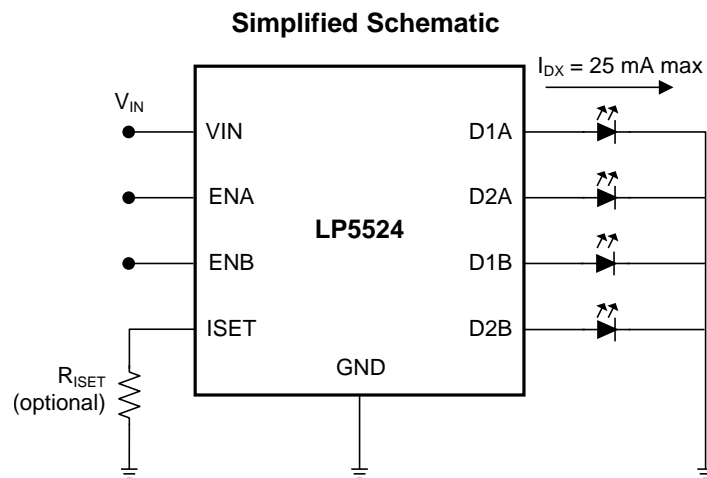 Simplified Schematic
I_DX = 25 mA max
V_IN
VIN
D1A
ENA
D2A
LP5524
ENB
D1B
ISET
D2B
GND
R_ISET
(optional)